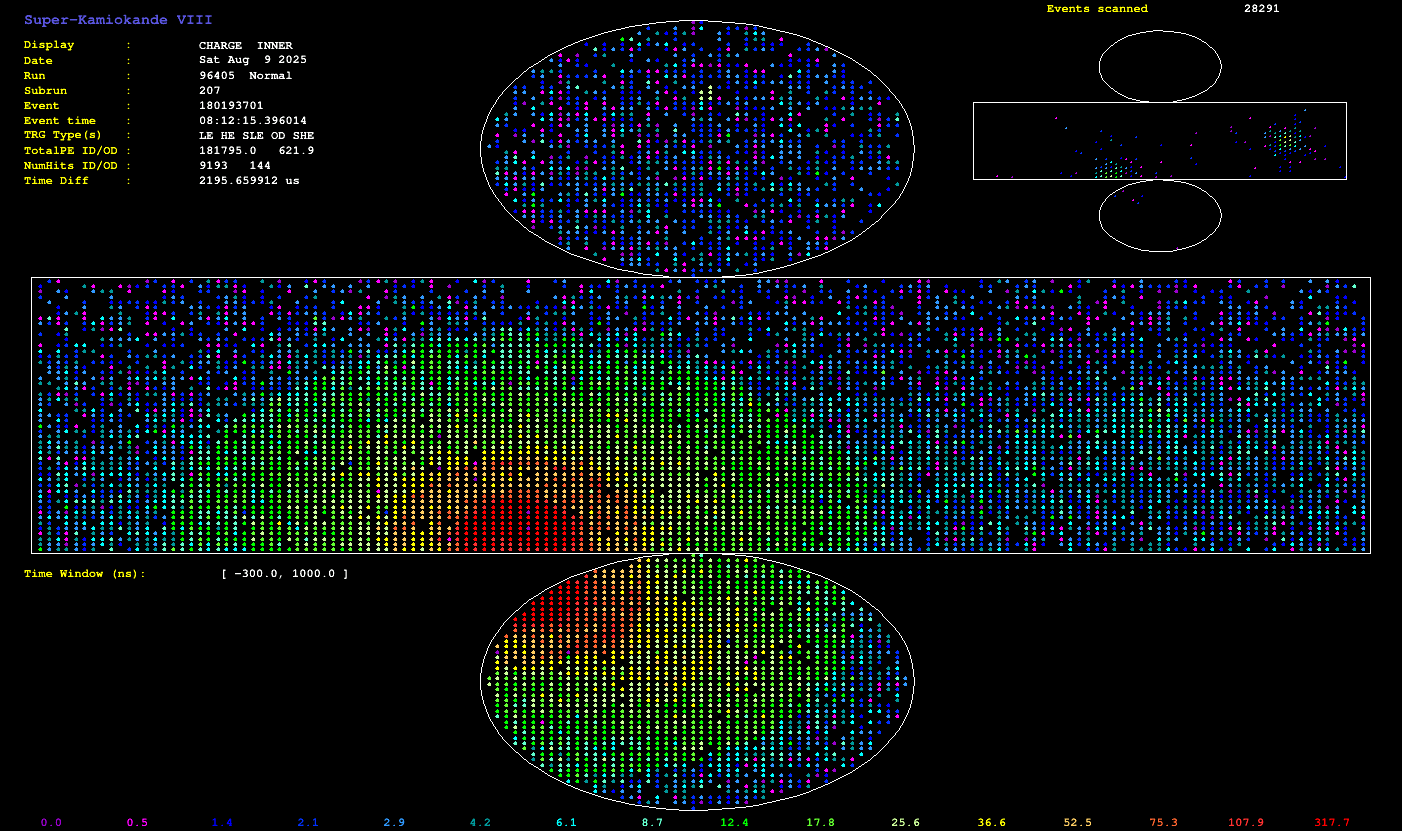 Super-Kamiokande VIII
Display : CHARGE INNER
Date : Sat Aug 9 2025
Run : 96405 Normal
Subrun : 207
Event : 180193701
Event time : 08:12:15.396014
TRG Type(s) : LE HE SLE OD SHE
TotalPE ID/OD : 181795.0 621.9
NumHits ID/OD : 9193 144
Time Diff : 2195.659912 us
Events scanned 28291
Time Window (ns): [ -300.0, 1000.0 ]
0.0 0.5 1.4 2.1 2.9 4.2 6.1 8.7 12.4 17.8 25.6 36.6 52.5 75.3 107.9 317.7